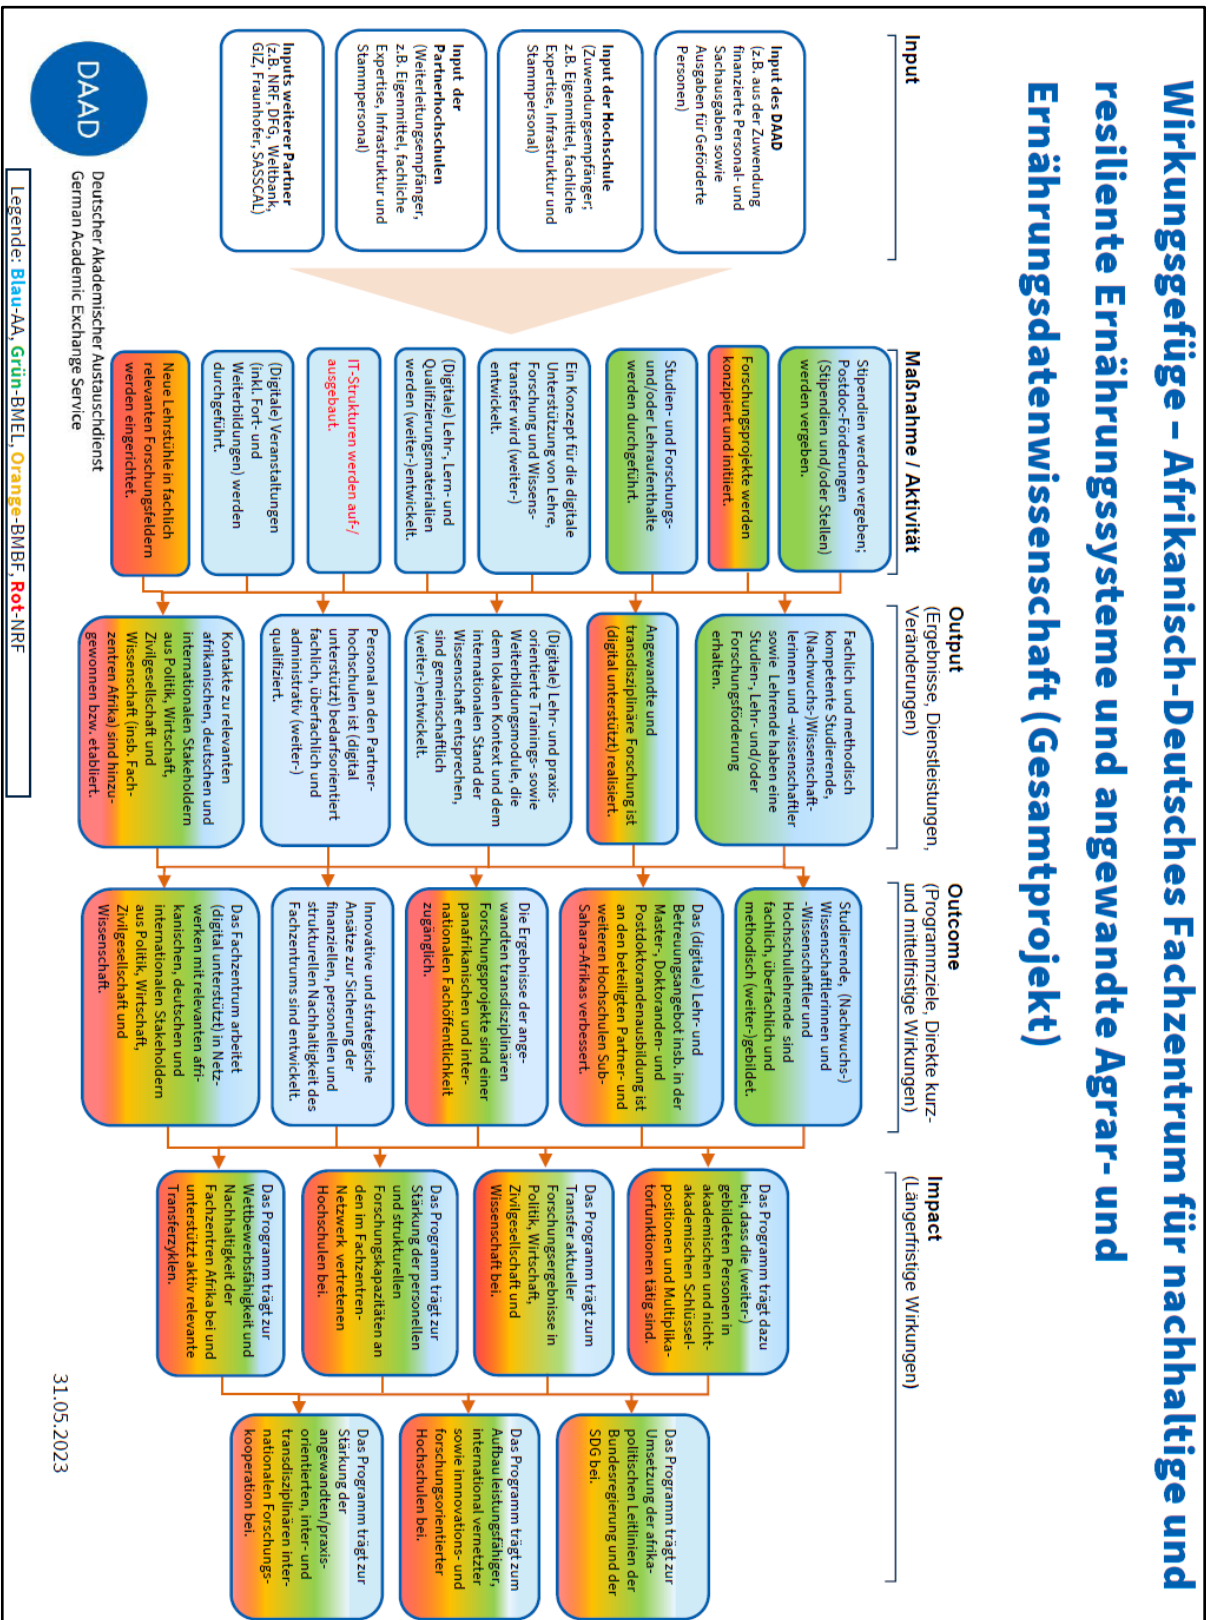 Wirkungsgefüge – Afrikanisch-Deutsches Fachzentrum für nachhaltige und
resiliente Ernährungssysteme und angewandte Agrar- und
Ernährungsdatenwissenschaft (Gesamtprojekt)
Input
Input des DAAD
(z.B. aus der Zuwendung
finanzierte Personal- und
Sachausgaben sowie
Ausgaben für Geförderte
Personen)
Input der Hochschule
(Zuwendungsempfänger;
z.B. Eigenmittel, fachliche
Expertise, Infrastruktur und
Stammpersonal)
Input der
Partnerhochschulen
(Weiterleitungsempfänger,
z.B. Eigenmittel, fachliche
Expertise, Infrastruktur und
Stammpersonal)
Inputs weiterer Partner
(z.B. NRF, DFG, Weltbank,
GIZ, Fraunhofer, SASSCAL)
Maßnahme / Aktivität
Stipendien werden vergeben;
Postdoc-Förderungen
(Stipendien und/oder Stellen)
werden vergeben.
Forschungsprojekte werden
konzipiert und initiiert.
Studien- und Forschungs-
und/oder Lehraufenthalte
werden durchgeführt.
Ein Konzept für die digitale
Unterstützung von Lehre,
Forschung und Wissens-
transfer wird (weiter-)
entwickelt.
(Digitale) Lehr-, Lern- und
Qualifizierungsmaterialien
werden (weiter-)entwickelt.
IT-Strukturen werden auf-/
ausgebaut.
(Digitale) Veranstaltungen
(inkl. Fort- und
Weiterbildungen) werden
durchgeführt.
Neue Lehrstühle in fachlich
relevanten Forschungsfeldern
werden eingerichtet.
Output
(Ergebnisse, Dienstleistungen,
Veränderungen)
Fachlich und methodisch
kompetente Studierende,
(Nachwuchs-)Wissenschaft-
lerinnen und –wissenschaftler
sowie Lehrende haben eine
Studien-, Lehr- und/oder
Forschungsförderung
erhalten.
Angewandte und
transdisziplinäre Forschung ist
(digital unterstützt) realisiert.
(Digitale) Lehr- und praxis-
orientierte Trainings- sowie
Weiterbildungsmodule, die
dem lokalen Kontext und dem
internationalen Stand der
Wissenschaft entsprechen,
sind gemeinschaftlich
(weiter-)entwickelt.
Personal an den Partner-
hochschulen ist (digital
unterstützt) bedarfsorientiert
fachlich, überfachlich und
administrativ (weiter-)
qualifiziert.
Kontakte zu relevanten
afrikanischen, deutschen und
internationalen Stakeholdern
aus Politik, Wirtschaft,
Zivilgesellschaft und
Wissenschaft (insb. Fach-
zentren Afrika) sind hinzu-
gewonnen bzw. etabliert.
Outcome
(Programmziele, Direkte kurz-
und mittelfristige Wirkungen)
Studierende, (Nachwuchs-)
Wissenschaftlerinnen und
-Wissenschaftler und
Hochschullehrende sind
fachlich, überfachlich und
methodisch (weiter-)gebildet.
Das (digitale) Lehr- und
Betreuungsangebot insb. in der
Master-, Doktoranden- und
Postdoktorandenausbildung ist
an den beteiligten Partner- und
weiteren Hochschulen Sub-
Sahara-Afrikas verbessert.
Die Ergebnisse der ange-
wandten transdisziplinären
Forschungsprojekte sind einer
panafrikanischen und inter-
nationalen Fachöffentlichkeit
zugänglich.
Innovative und strategische
Ansätze zur Sicherung der
finanziellen, personellen und
strukturellen Nachhaltigkeit des
Fachzentrums sind entwickelt.
Das Fachzentrum arbeitet
(digital unterstützt) in Netz-
werken mit relevanten afri-
kanischen, deutschen und
internationalen Stakeholdern
aus Politik, Wirtschaft,
Zivilgesellschaft und
Wissenschaft.
Impact
(Längerfristige Wirkungen)
Das Programm trägt dazu
bei, dass die (weiter-)
gebildeten Personen in
akademischen und nicht-
akademischen Schlüssel-
positionen und Multiplika-
torfunktionen tätig sind.
Das Programm trägt zum
Transfer aktueller
Forschungsergebnisse in
Politik, Wirtschaft,
Zivilgesellschaft und
Wissenschaft bei.
Das Programm trägt zur
Stärkung der personellen
und strukturellen
Forschungskapazitäten an
den im Fachzentren-
Netzwerk vertretenen
Hochschulen bei.
Das Programm trägt zur
Wettbewerbsfähigkeit und
Nachhaltigkeit der
Fachzentren Afrika bei und
unterstützt aktiv relevante
Transferzyklen.
Das Programm trägt zur
Umsetzung der afrika-
politischen Leitlinien der
Bundesregierung und der
SDG bei.
Das Programm trägt zum
Aufbau leistungsfähiger,
international vernetzter
sowie innnovations- und
forschungsorientierter
Hochschulen bei.
Das Programm trägt zur
Stärkung der
angewandten/praxis-
orientierten, inter- und
transdisziplinären inter-
nationalen Forschungs-
kooperation bei.
DAAD
Deutscher Akademischer Austauschdienst
German Academic Exchange Service
31.05.2023
Legende: Blau-AA, Grün-BMEL, Orange-BMBF, Rot-NRF